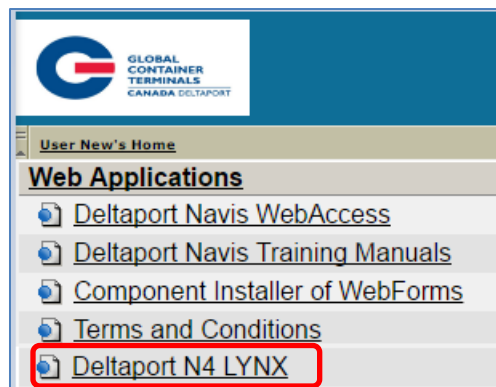 GLOBAL
CONTAINER
TERMINALS
CANADA DELTAPORT
User New's Home
Web Applications
Deltaport Navis WebAccess
Deltaport Navis Training Manuals
Component Installer of WebForms
Terms and Conditions
Deltaport N4 LYNX